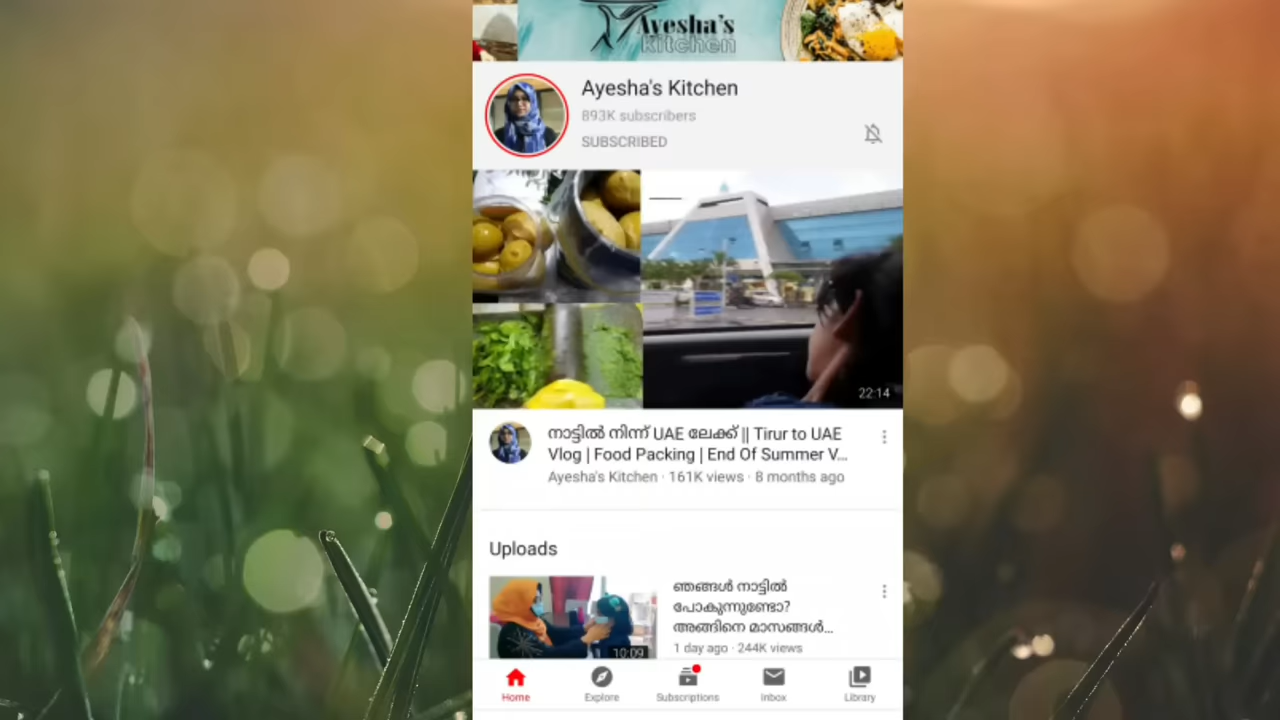 Ayesha's
kitchen
Ayesha's Kitchen
893K subscribers
SUBSCRIBED
22:14
നാട്ടിൽ നിന്ന് UAE ലേക്ക് || Tirur to UAE
Vlog | Food Packing | End Of Summer V...
Ayesha's Kitchen · 161K views · 8 months ago
Uploads
ഞങ്ങൾ നാട്ടിൽ
പോകുന്നുണ്ടോ?
അങ്ങിനെ മാസങ്ങൾ...
1 day ago · 244K views
10:09
Home
Explore
Subscriptions
Inbox
Library